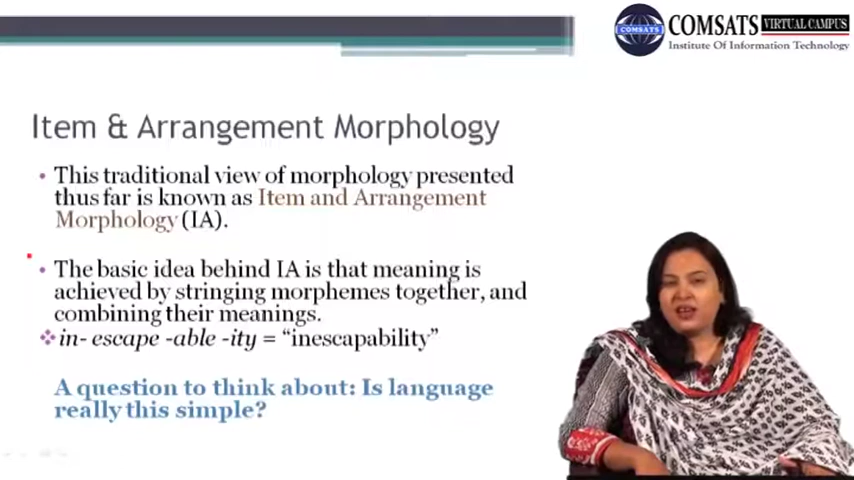 COMSATS VIRTUAL CAMPUS
COMSATS
Institute Of Information Technology
Item & Arrangement Morphology
• This traditional view of morphology presented
thus far is known as Item and Arrangement
Morphology (IA).
• The basic idea behind IA is that meaning is
achieved by stringing morphemes together, and
combining their meanings.
❖ in- escape -able -ity = “inescapability”
A question to think about: Is language
really this simple?